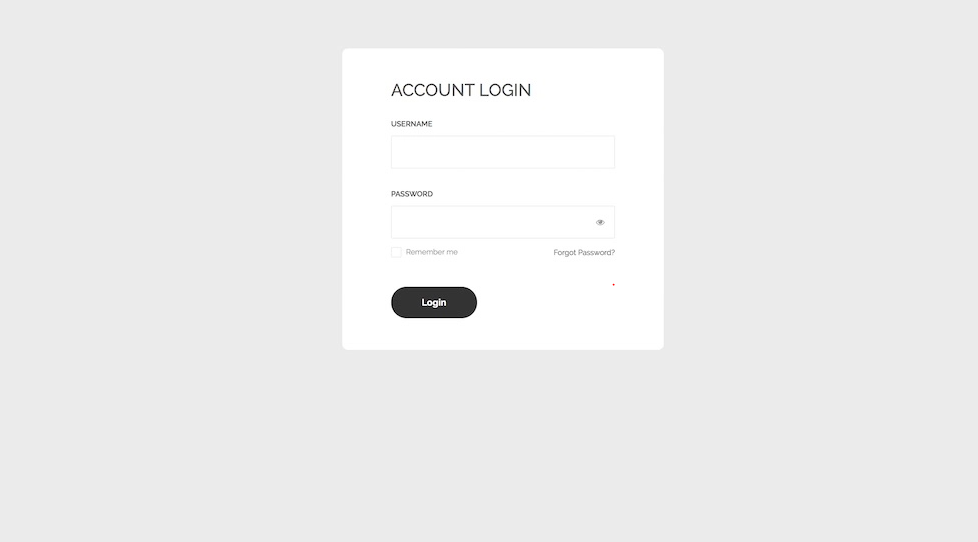 ACCOUNT LOGIN
USERNAME
PASSWORD
Remember me
Forgot Password?
Login